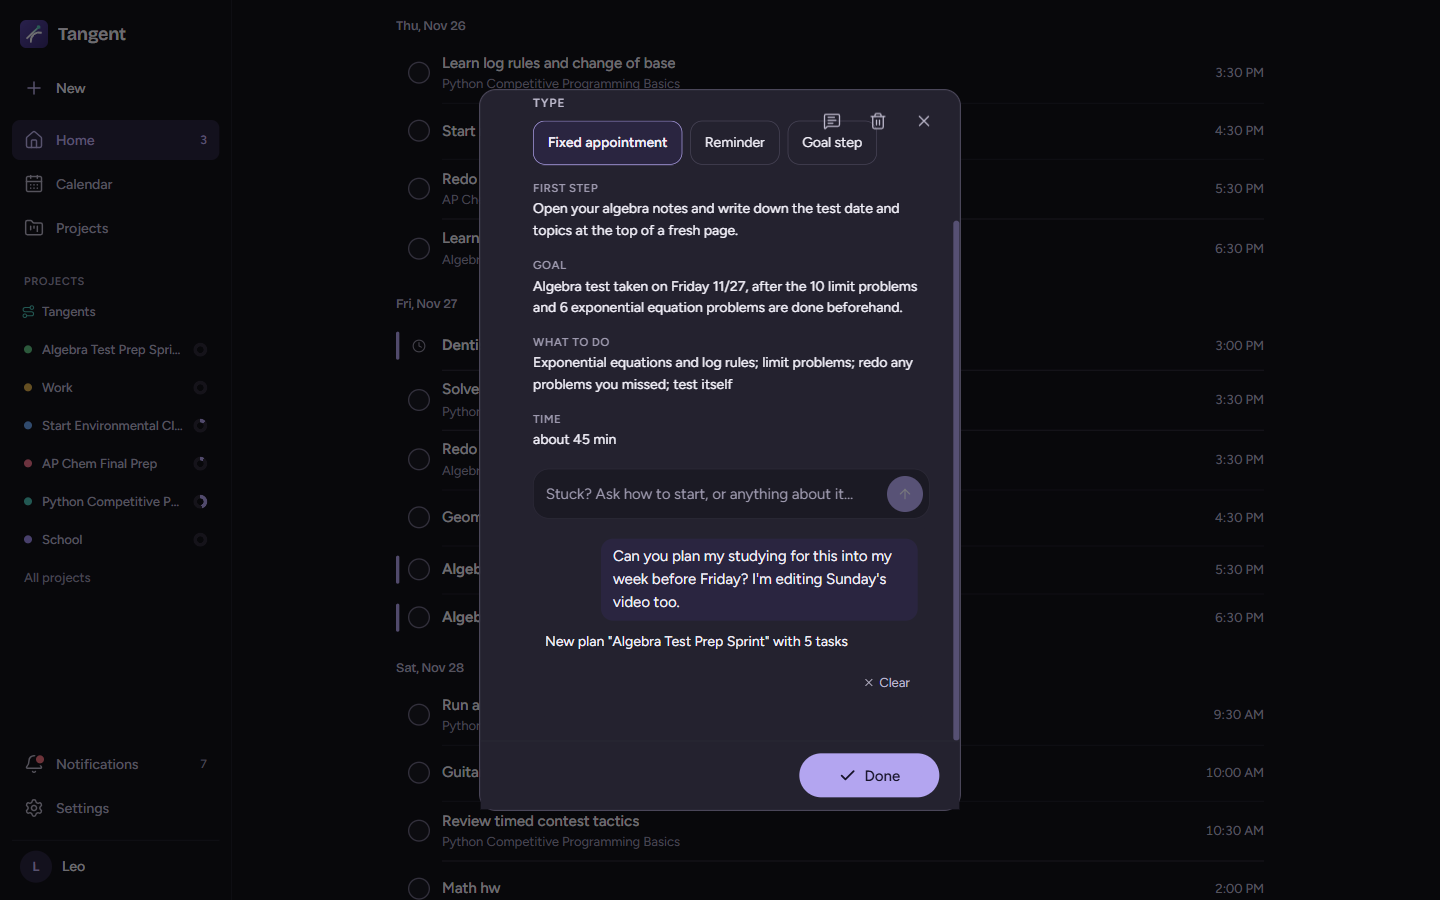 Tangent
New
Home 3
Calendar
Projects
PROJECTS
Tangents
Algebra Test Prep Spri...
Work
Start Environmental Cl...
AP Chem Final Prep
Python Competitive P...
School
All projects
Notifications 7
Settings
L Leo
Thu, Nov 26
Learn log rules and change of base
Python Competitive Programming Basics
3:30 PM
Start
4:30 PM
Redo
AP Ch
5:30 PM
Learn
Algebr
6:30 PM
Fri, Nov 27
Denti
3:00 PM
Solve
Python
3:30 PM
Redo
Algebr
3:30 PM
Geom
4:30 PM
Algeb
5:30 PM
Algeb
6:30 PM
Sat, Nov 28
Run a
Python
9:30 AM
Guita
10:00 AM
Review timed contest tactics
Python Competitive Programming Basics
10:30 AM
Math hw
2:00 PM
TYPE
Fixed appointment
Reminder
Goal step
FIRST STEP
Open your algebra notes and write down the test date and
topics at the top of a fresh page.
GOAL
Algebra test taken on Friday 11/27, after the 10 limit problems
and 6 exponential equation problems are done beforehand.
WHAT TO DO
Exponential equations and log rules; limit problems; redo any
problems you missed; test itself
TIME
about 45 min
Stuck? Ask how to start, or anything about it...
Can you plan my studying for this into my
week before Friday? I'm editing Sunday's
video too.
New plan "Algebra Test Prep Sprint" with 5 tasks
Clear
Done